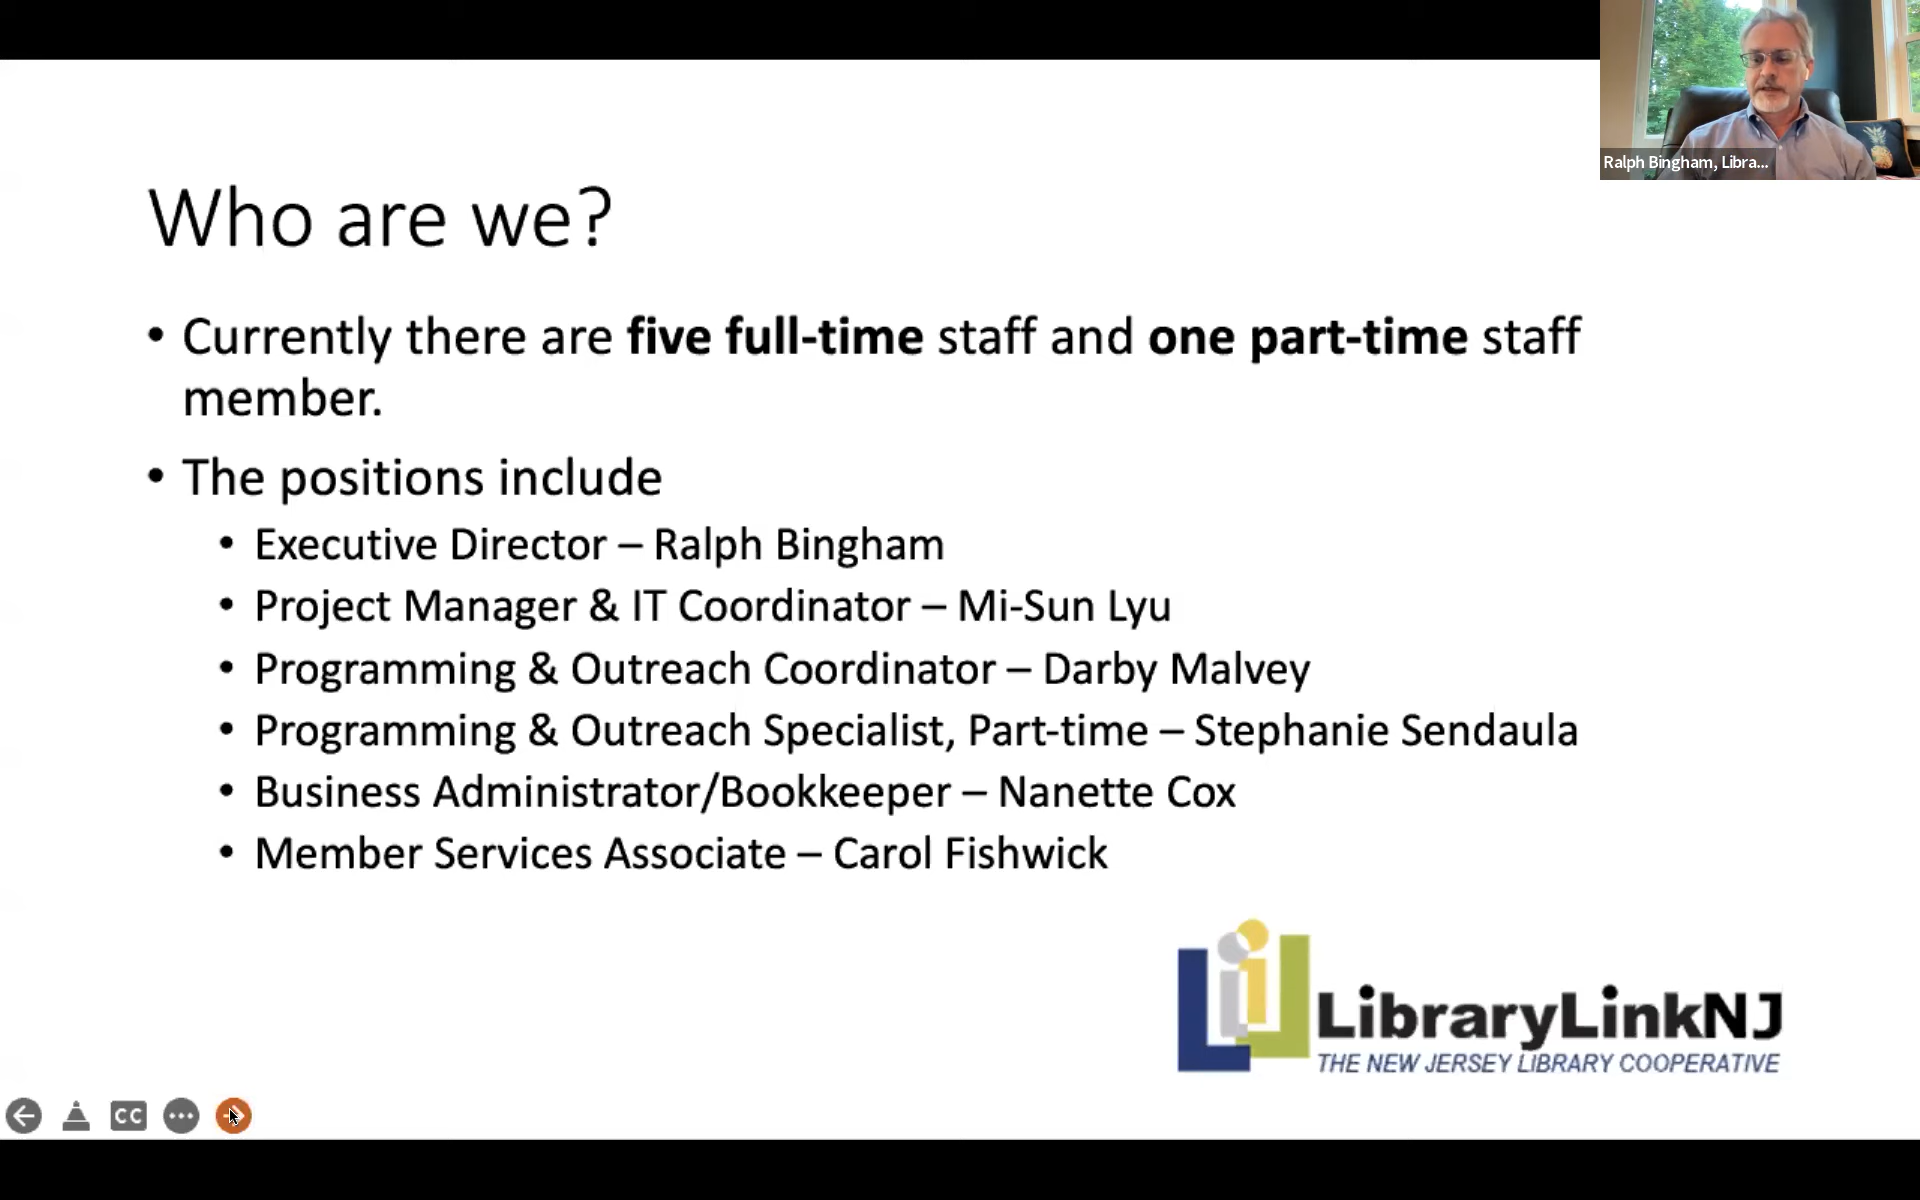 Ralph Bingham, Libra...
Who are we?
• Currently there are five full-time staff and one part-time staff
member.
• The positions include
• Executive Director – Ralph Bingham
• Project Manager & IT Coordinator – Mi-Sun Lyu
• Programming & Outreach Coordinator – Darby Malvey
• Programming & Outreach Specialist, Part-time – Stephanie Sendaula
• Business Administrator/Bookkeeper – Nanette Cox
• Member Services Associate – Carol Fishwick
LibraryLinkNJ
THE NEW JERSEY LIBRARY COOPERATIVE
CC